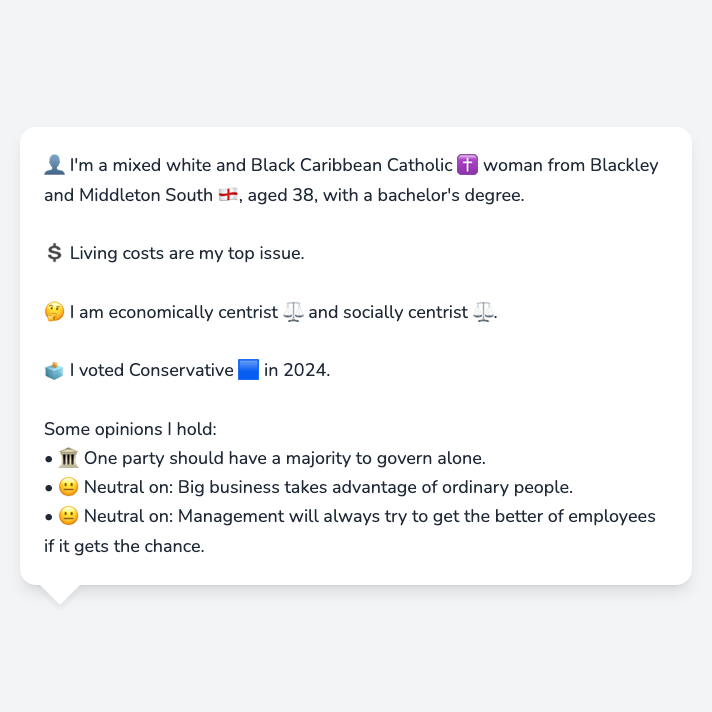 👤 I'm a mixed white and Black Caribbean Catholic ✝️ woman from Blackley
and Middleton South 🏴󠁧󠁢󠁥󠁮󠁧󠁿, aged 38, with a bachelor's degree.
💲 Living costs are my top issue.
🤔 I am economically centrist ⚖️ and socially centrist ⚖️.
🗳️ I voted Conservative 🟦 in 2024.
Some opinions I hold:
• 🏛️ One party should have a majority to govern alone.
• 😐 Neutral on: Big business takes advantage of ordinary people.
• 😐 Neutral on: Management will always try to get the better of employees
if it gets the chance.